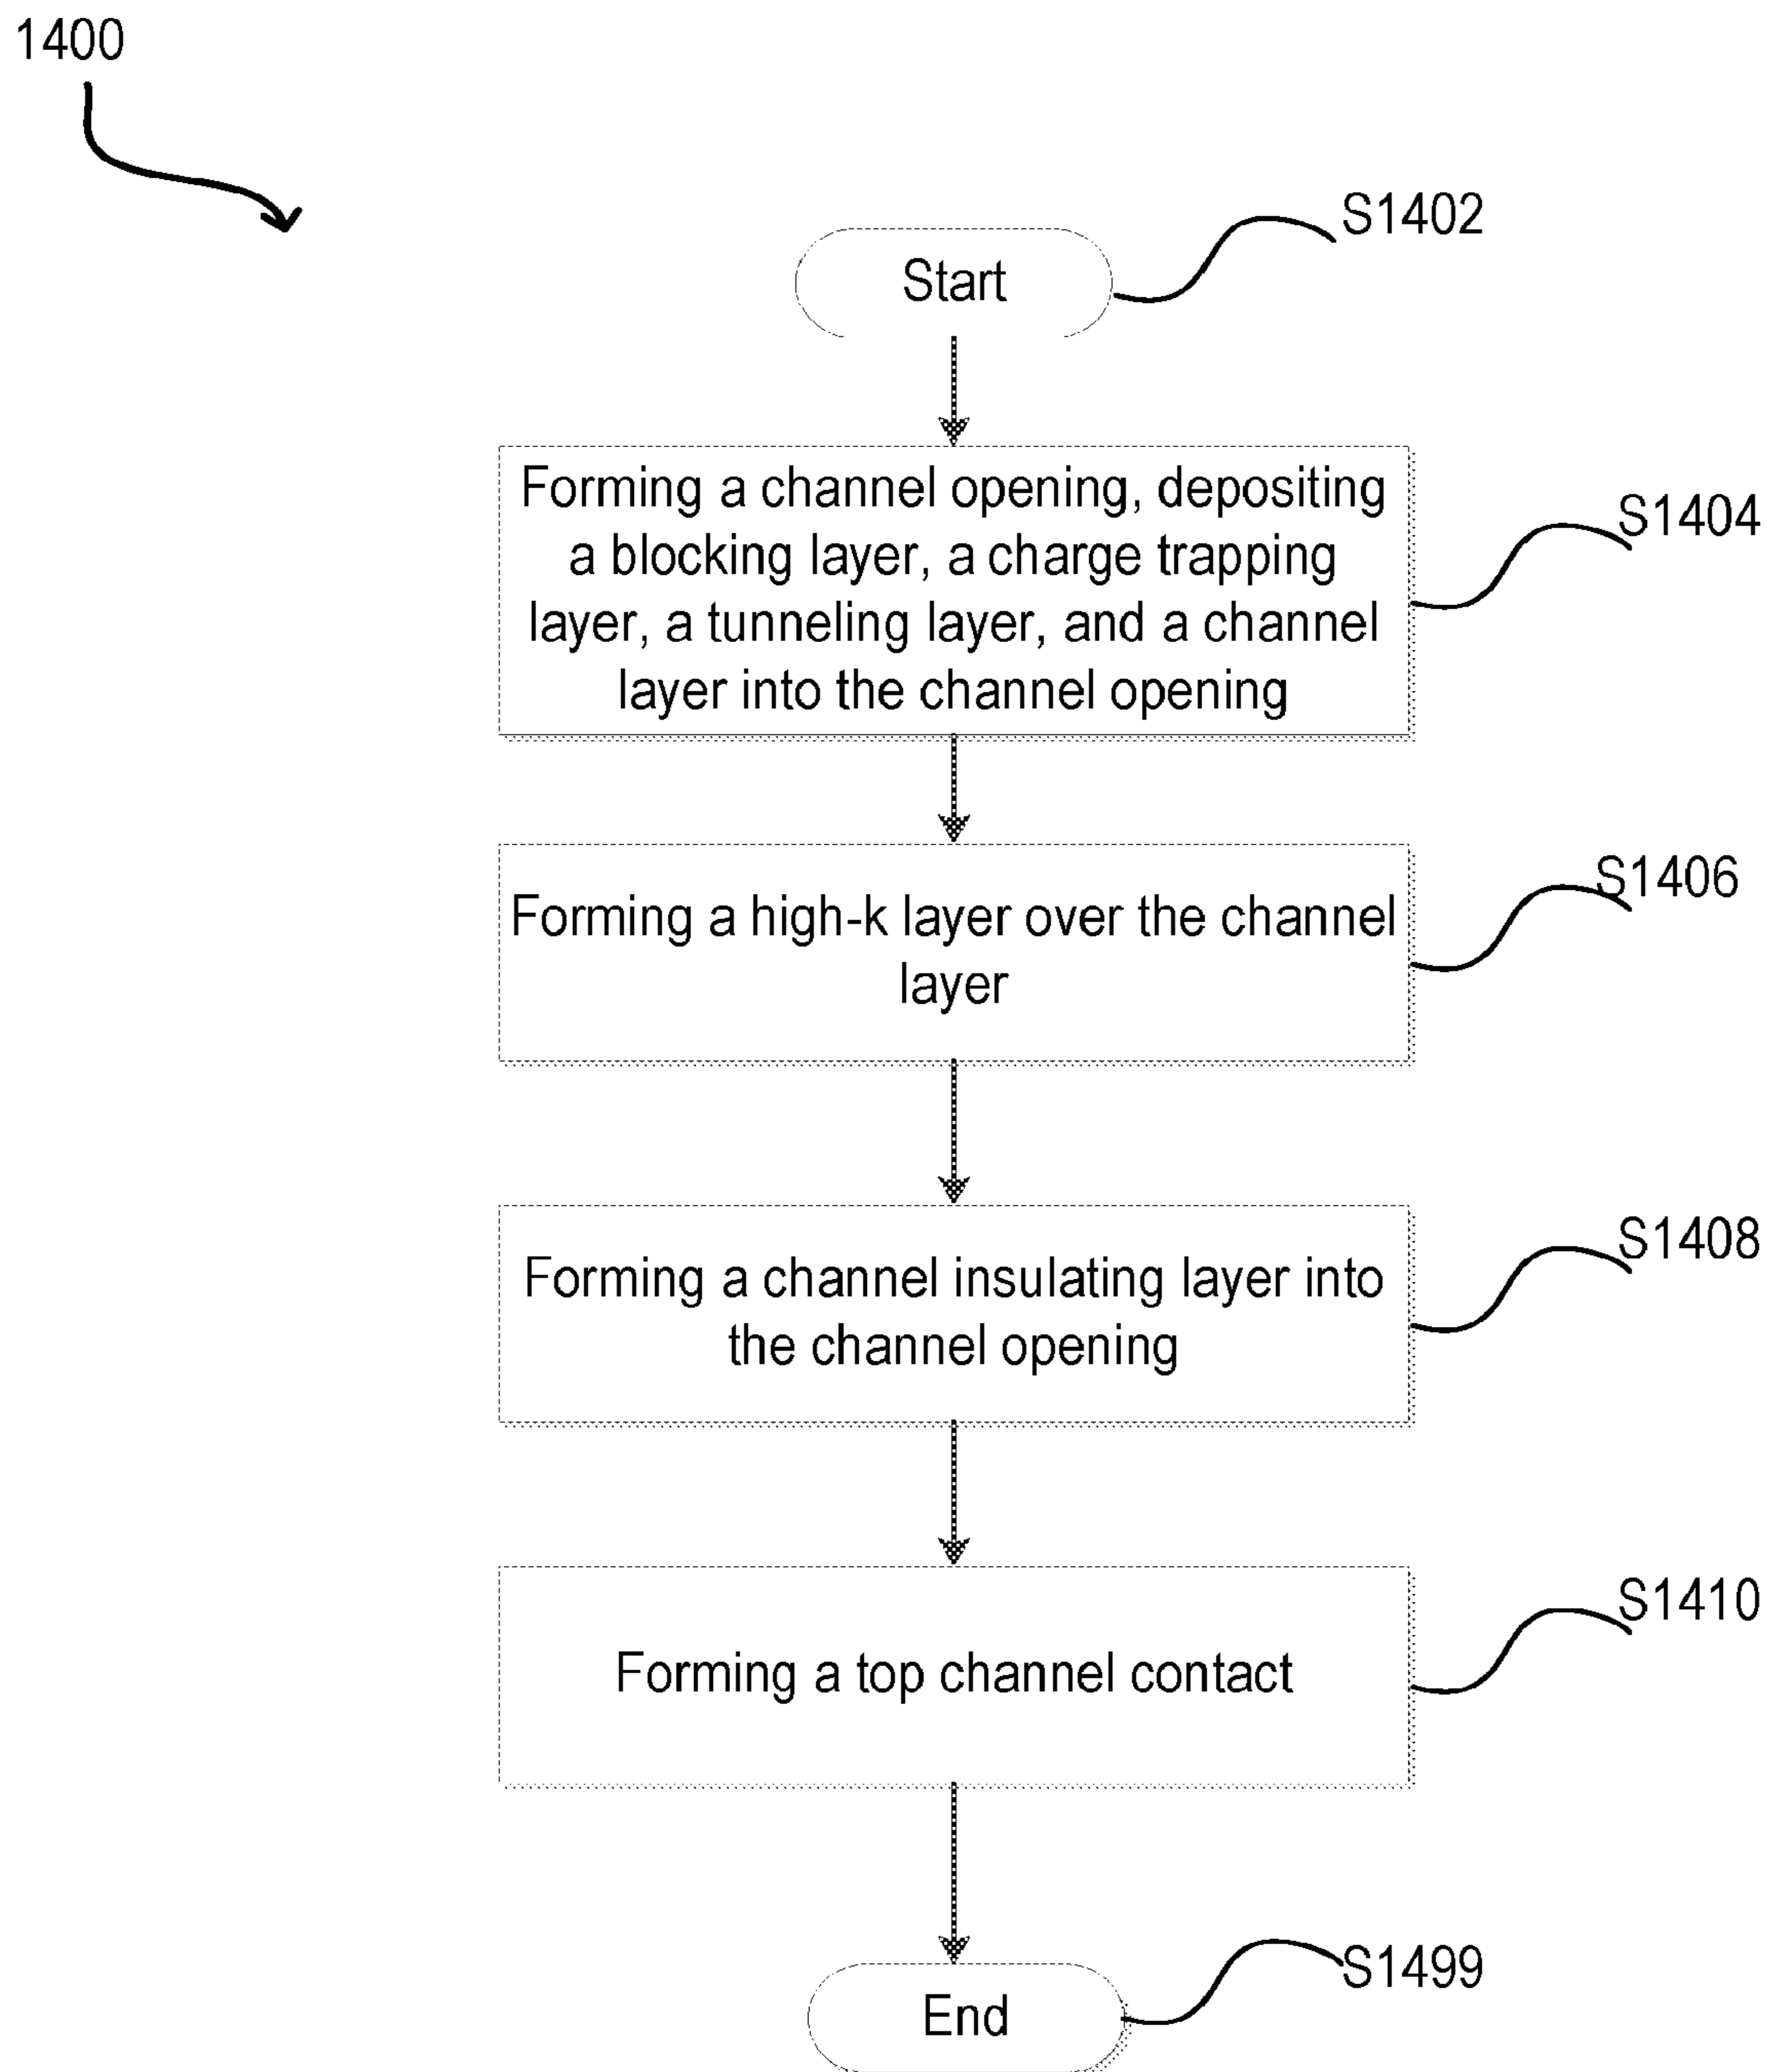 1400
S1402
Start
Forming a channel opening, depositing
a blocking layer, a charge trapping
layer, a tunneling layer, and a channel
layer into the channel opening
S1404
Forming a high-k layer over the channel
layer
S1406
Forming a channel insulating layer into
the channel opening
S1408
Forming a top channel contact
S1410
End
S1499